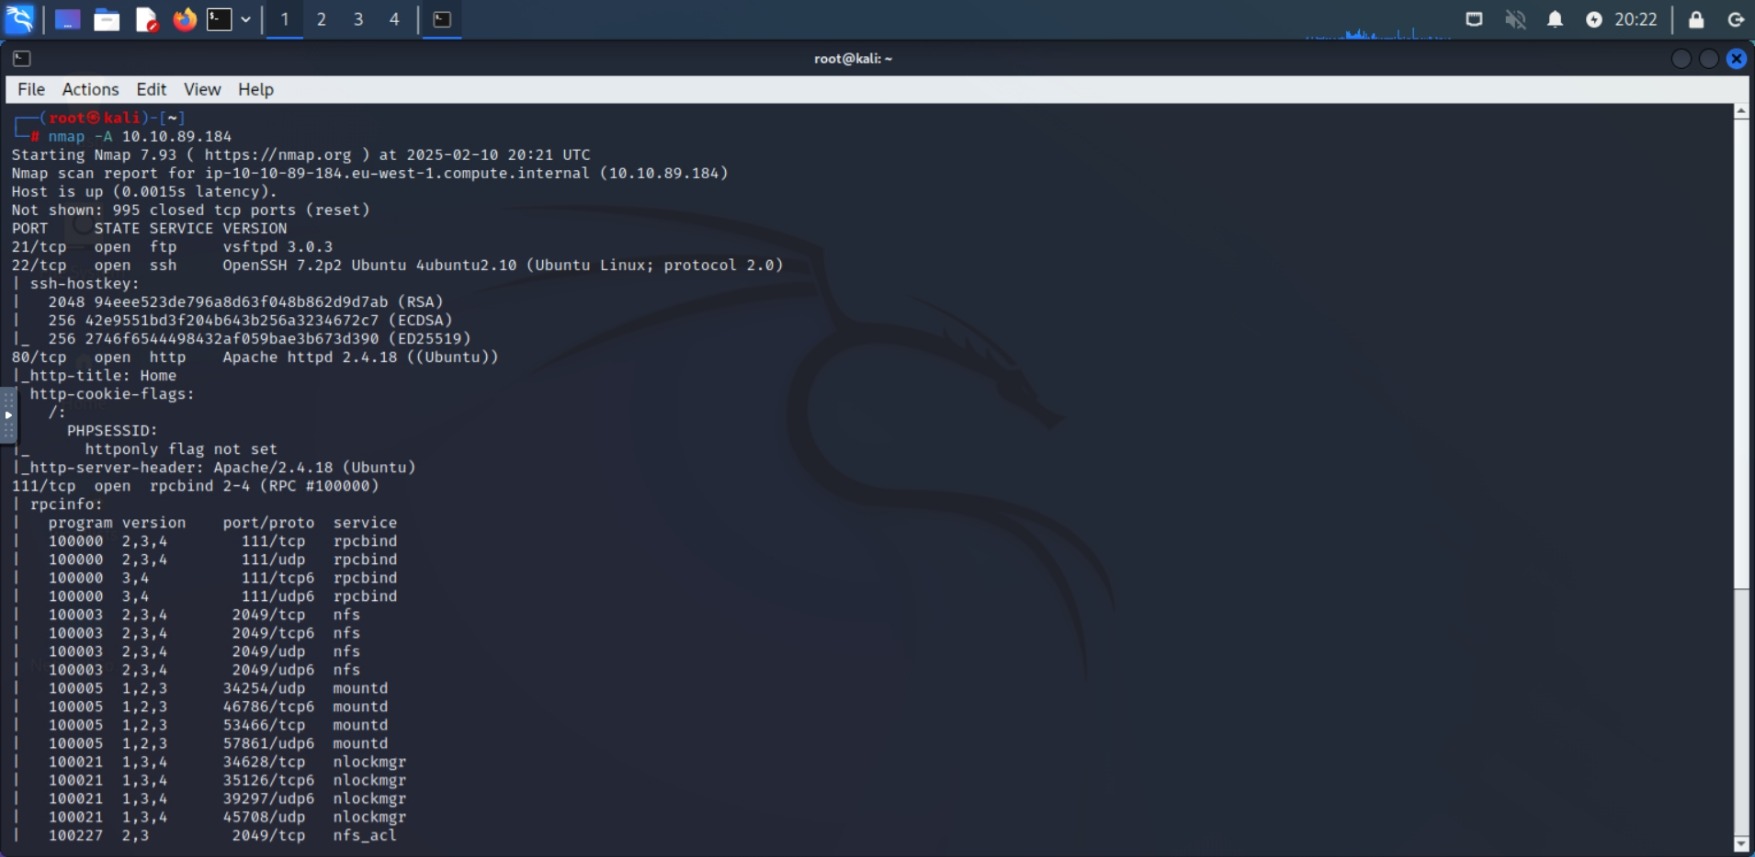 1 2 3 4 20:22
root@kali: ~
File Actions Edit View Help
┌──(root㉿kali)-[~]
└─# nmap -A 10.10.89.184
Starting Nmap 7.93 ( https://nmap.org ) at 2025-02-10 20:21 UTC
Nmap scan report for ip-10-10-89-184.eu-west-1.compute.internal (10.10.89.184)
Host is up (0.0015s latency).
Not shown: 995 closed tcp ports (reset)
PORT     STATE SERVICE VERSION
21/tcp   open  ftp     vsftpd 3.0.3
22/tcp   open  ssh     OpenSSH 7.2p2 Ubuntu 4ubuntu2.10 (Ubuntu Linux; protocol 2.0)
| ssh-hostkey:
|   2048 94eee523de796a8d63f048b862d9d7ab (RSA)
|   256 42e9551bd3f204b643b256a3234672c7 (ECDSA)
|_  256 2746f6544498432af059bae3b673d390 (ED25519)
80/tcp   open  http    Apache httpd 2.4.18 ((Ubuntu))
|_http-title: Home
| http-cookie-flags:
|   /:
|     PHPSESSID:
|_      httponly flag not set
|_http-server-header: Apache/2.4.18 (Ubuntu)
111/tcp  open  rpcbind 2-4 (RPC #100000)
| rpcinfo:
|   program version    port/proto  service
|   100000  2,3,4        111/tcp   rpcbind
|   100000  2,3,4        111/udp   rpcbind
|   100000  3,4          111/tcp6  rpcbind
|   100000  3,4          111/udp6  rpcbind
|   100003  2,3,4       2049/tcp   nfs
|   100003  2,3,4       2049/tcp6  nfs
|   100003  2,3,4       2049/udp   nfs
|   100003  2,3,4       2049/udp6  nfs
|   100005  1,2,3      34254/udp   mountd
|   100005  1,2,3      46786/tcp6  mountd
|   100005  1,2,3      53466/tcp   mountd
|   100005  1,2,3      57861/udp6  mountd
|   100021  1,3,4      34628/tcp   nlockmgr
|   100021  1,3,4      35126/tcp6  nlockmgr
|   100021  1,3,4      39297/udp6  nlockmgr
|   100021  1,3,4      45708/udp   nlockmgr
|   100227  2,3         2049/tcp   nfs_acl